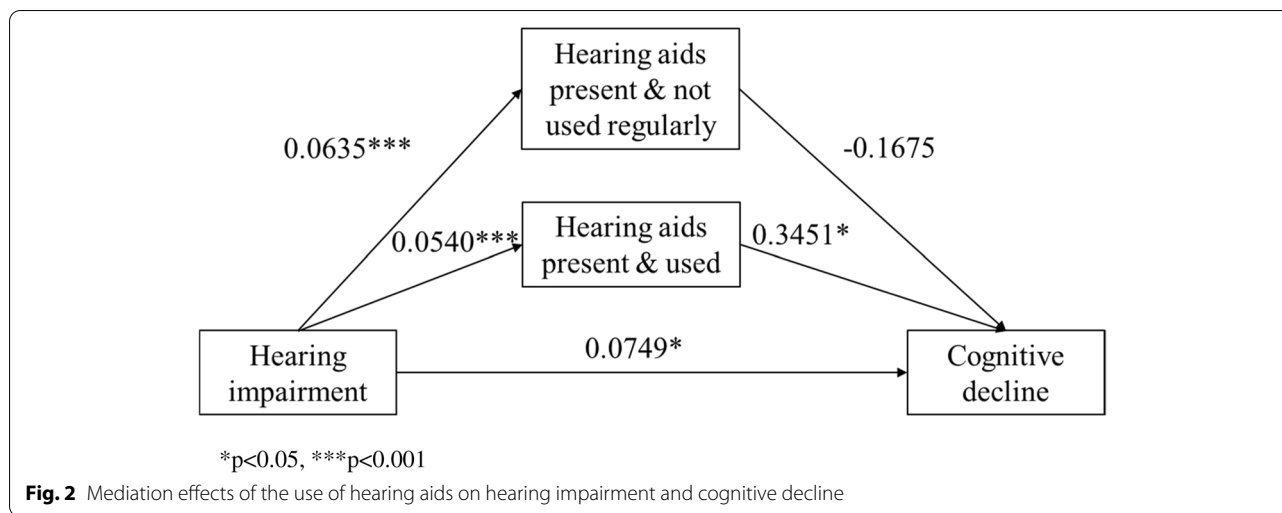 Hearing aids
present & not
used regularly
0.0635***
-0.1675
Hearing aids
present & used
0.0540***
0.3451*
Hearing
impairment
0.0749*
Cognitive
decline
*p<0.05, ***p<0.001
Fig. 2 Mediation effects of the use of hearing aids on hearing impairment and cognitive decline